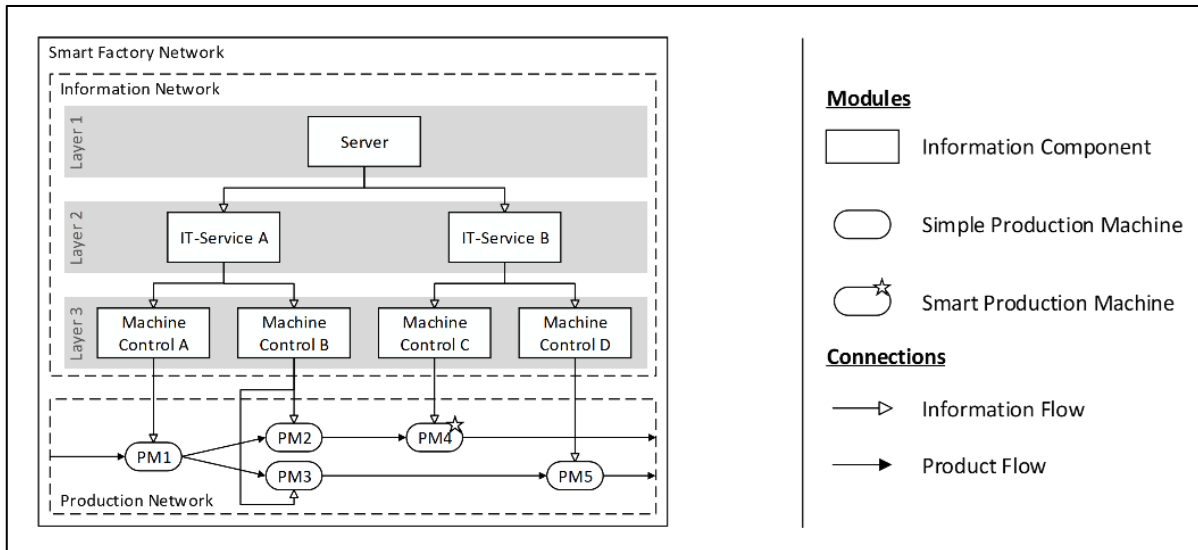 Smart Factory Network
Information Network
Layer 1
Server
Layer 2
IT-Service A
IT-Service B
Layer 3
Machine
Control A
Machine
Control B
Machine
Control C
Machine
Control D
PM1
PM2
PM4
PM3
PM5
Production Network
Modules
Information Component
Simple Production Machine
Smart Production Machine
Connections
Information Flow
Product Flow